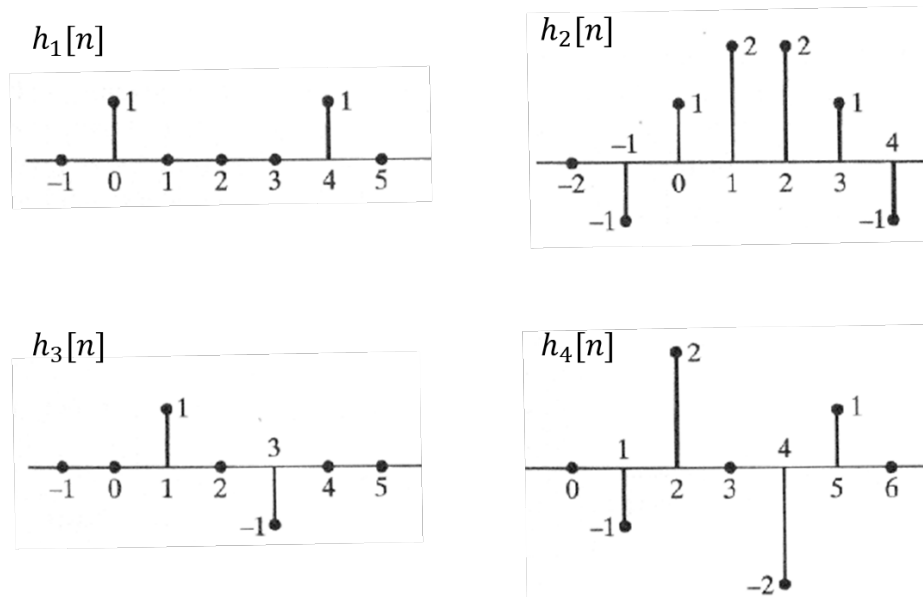 h₁[n]
1 1
–1 0 1 2 3 4 5
h₂[n]
2 2
1 1
–1 4
–2 0 1 2 3
–1 –1
h₃[n]
1
3
–1 0 1 2 4 5
–1
h₄[n]
2
1
1 4
0 2 3 5 6
–1
–2